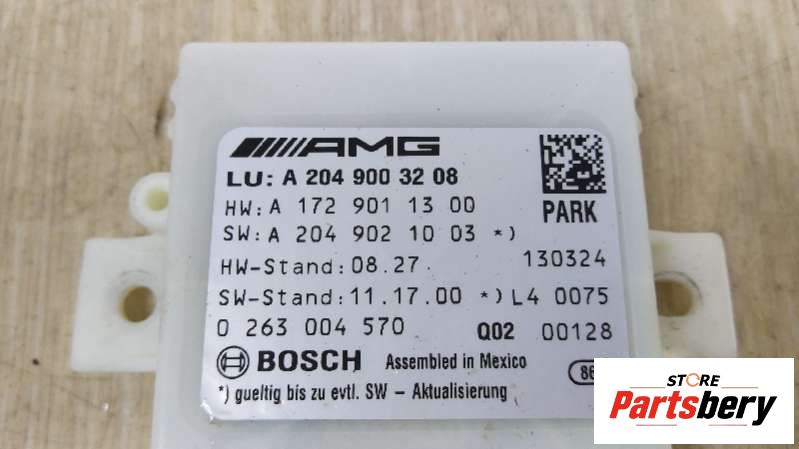 AMG
LU: A 204 900 32 08
HW: A 172 901 13 00
PARK
SW: A 204 902 10 03 *)
HW-Stand: 08.27. 130324
SW-Stand: 11.17.00 *) L4 0075
0 263 004 570 Q02 00128
BOSCH Assembled in Mexico
*) gueltig bis zu evtl. SW - Aktualisierung
STORE
Partsbery